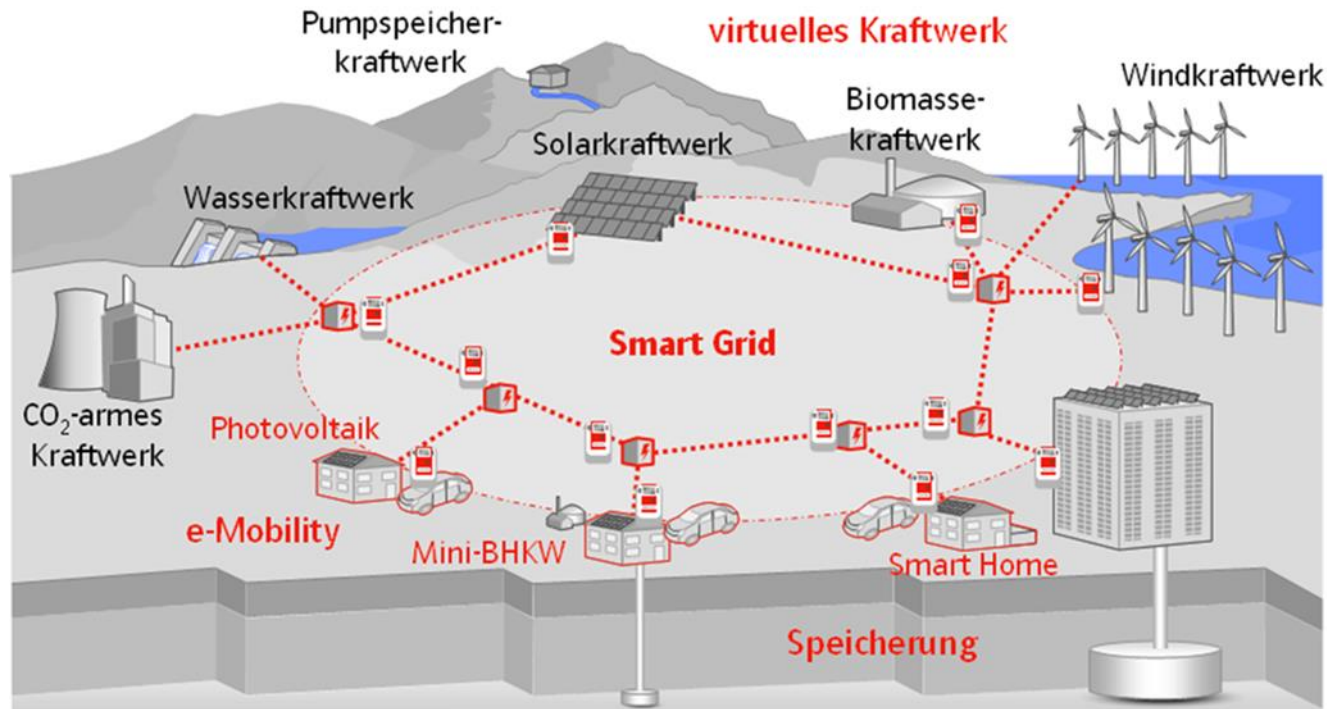 Pumpspeicher-
kraftwerk
virtuelles Kraftwerk
Windkraftwerk
Biomasse-
kraftwerk
Solarkraftwerk
Wasserkraftwerk
Smart Grid
CO₂-armes
Kraftwerk
Photovoltaik
e-Mobility
Mini-BHKW
Smart Home
Speicherung